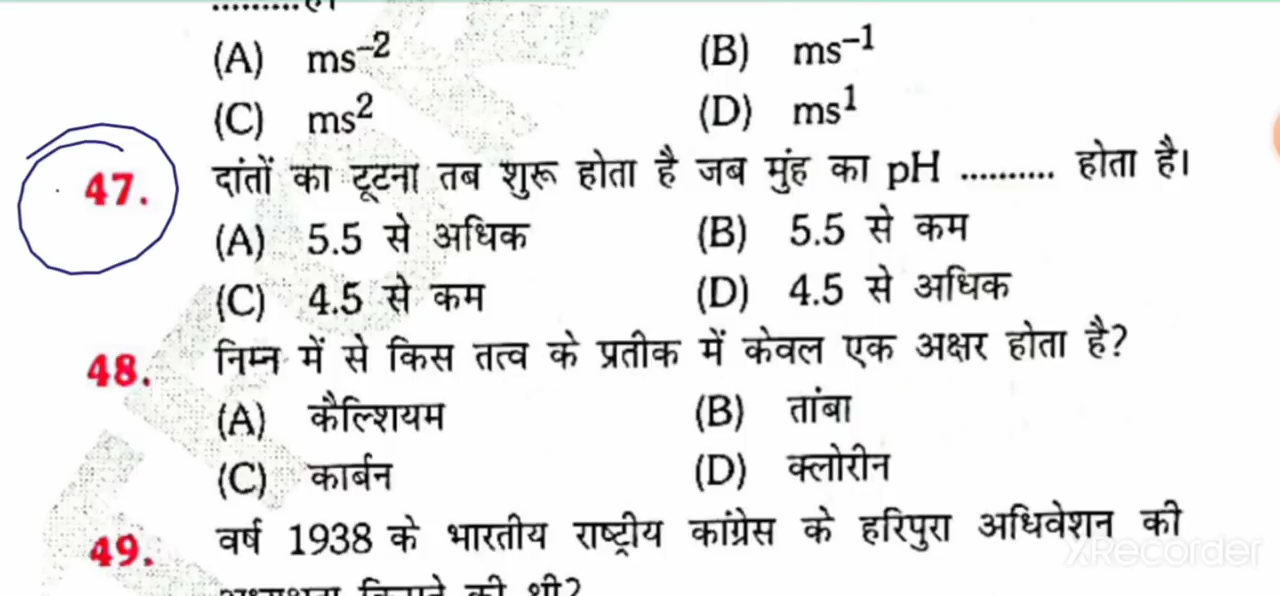 (A) ms⁻² (B) ms⁻¹
(C) ms² (D) ms¹
47. दांतों का टूटना तब शुरू होता है जब मुंह का pH .......... होता है।
(A) 5.5 से अधिक (B) 5.5 से कम
(C) 4.5 से कम (D) 4.5 से अधिक
48. निम्न में से किस तत्व के प्रतीक में केवल एक अक्षर होता है?
(A) कैल्शियम (B) तांबा
(C) कार्बन (D) क्लोरीन
49. वर्ष 1938 के भारतीय राष्ट्रीय कांग्रेस के हरिपुरा अधिवेशन की
XRecorder